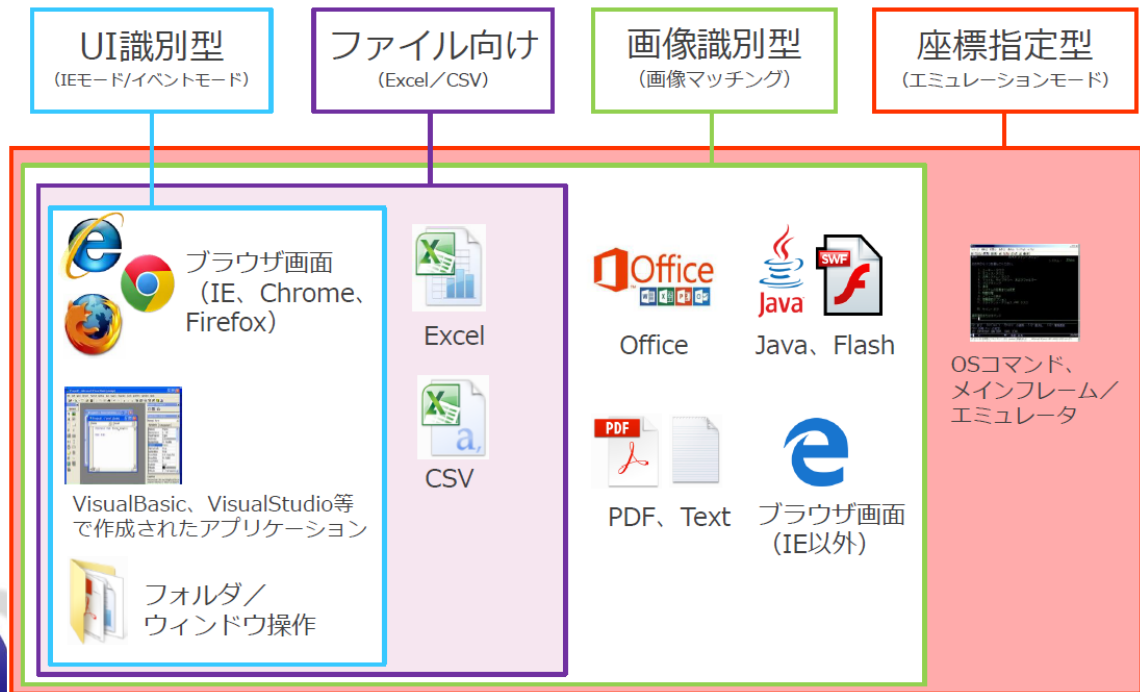 UI識別型
（IEモード/イベントモード）
ファイル向け
（Excel／CSV）
画像識別型
（画像マッチング）
座標指定型
（エミュレーションモード）
ブラウザ画面
（IE、Chrome、
Firefox）
VisualBasic、VisualStudio等
で作成されたアプリケーション
フォルダ／
ウィンドウ操作
Excel
a,
CSV
Office
Office
Java
SWF
Java、Flash
PDF
PDF、Text
ブラウザ画面
（IE以外）
OSコマンド、
メインフレーム／
エミュレータ